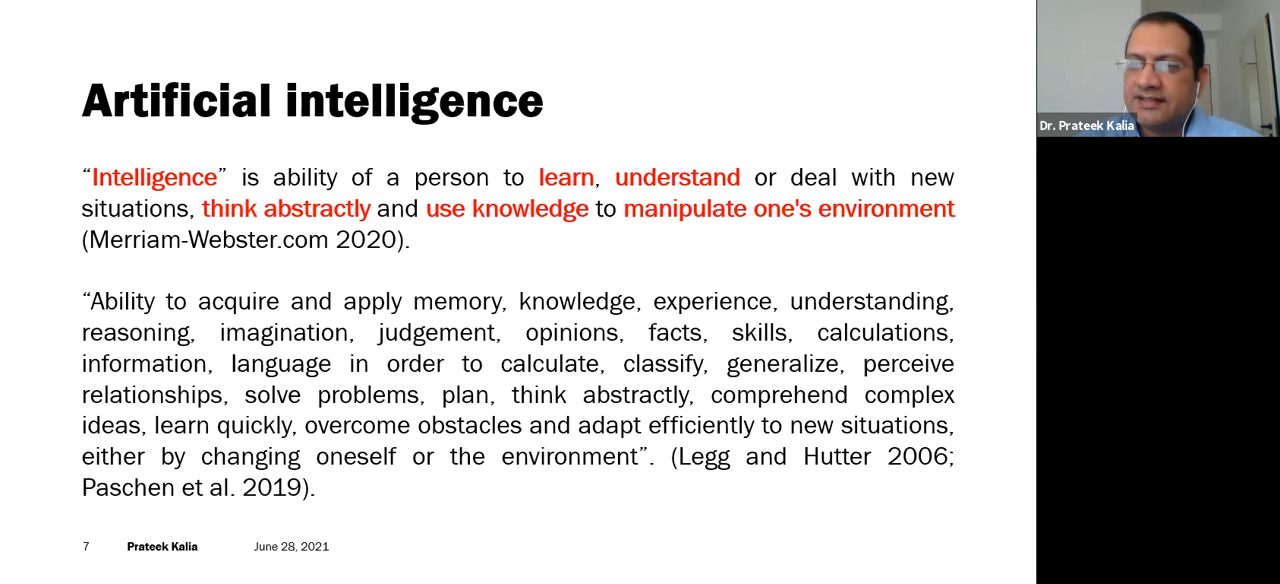 Artificial intelligence
“Intelligence” is ability of a person to learn, understand or deal with new
situations, think abstractly and use knowledge to manipulate one's environment
(Merriam-Webster.com 2020).
“Ability to acquire and apply memory, knowledge, experience, understanding,
reasoning, imagination, judgement, opinions, facts, skills, calculations,
information, language in order to calculate, classify, generalize, perceive
relationships, solve problems, plan, think abstractly, comprehend complex
ideas, learn quickly, overcome obstacles and adapt efficiently to new situations,
either by changing oneself or the environment”. (Legg and Hutter 2006;
Paschen et al. 2019).
7 Prateek Kalia June 28, 2021
Dr. Prateek Kalia